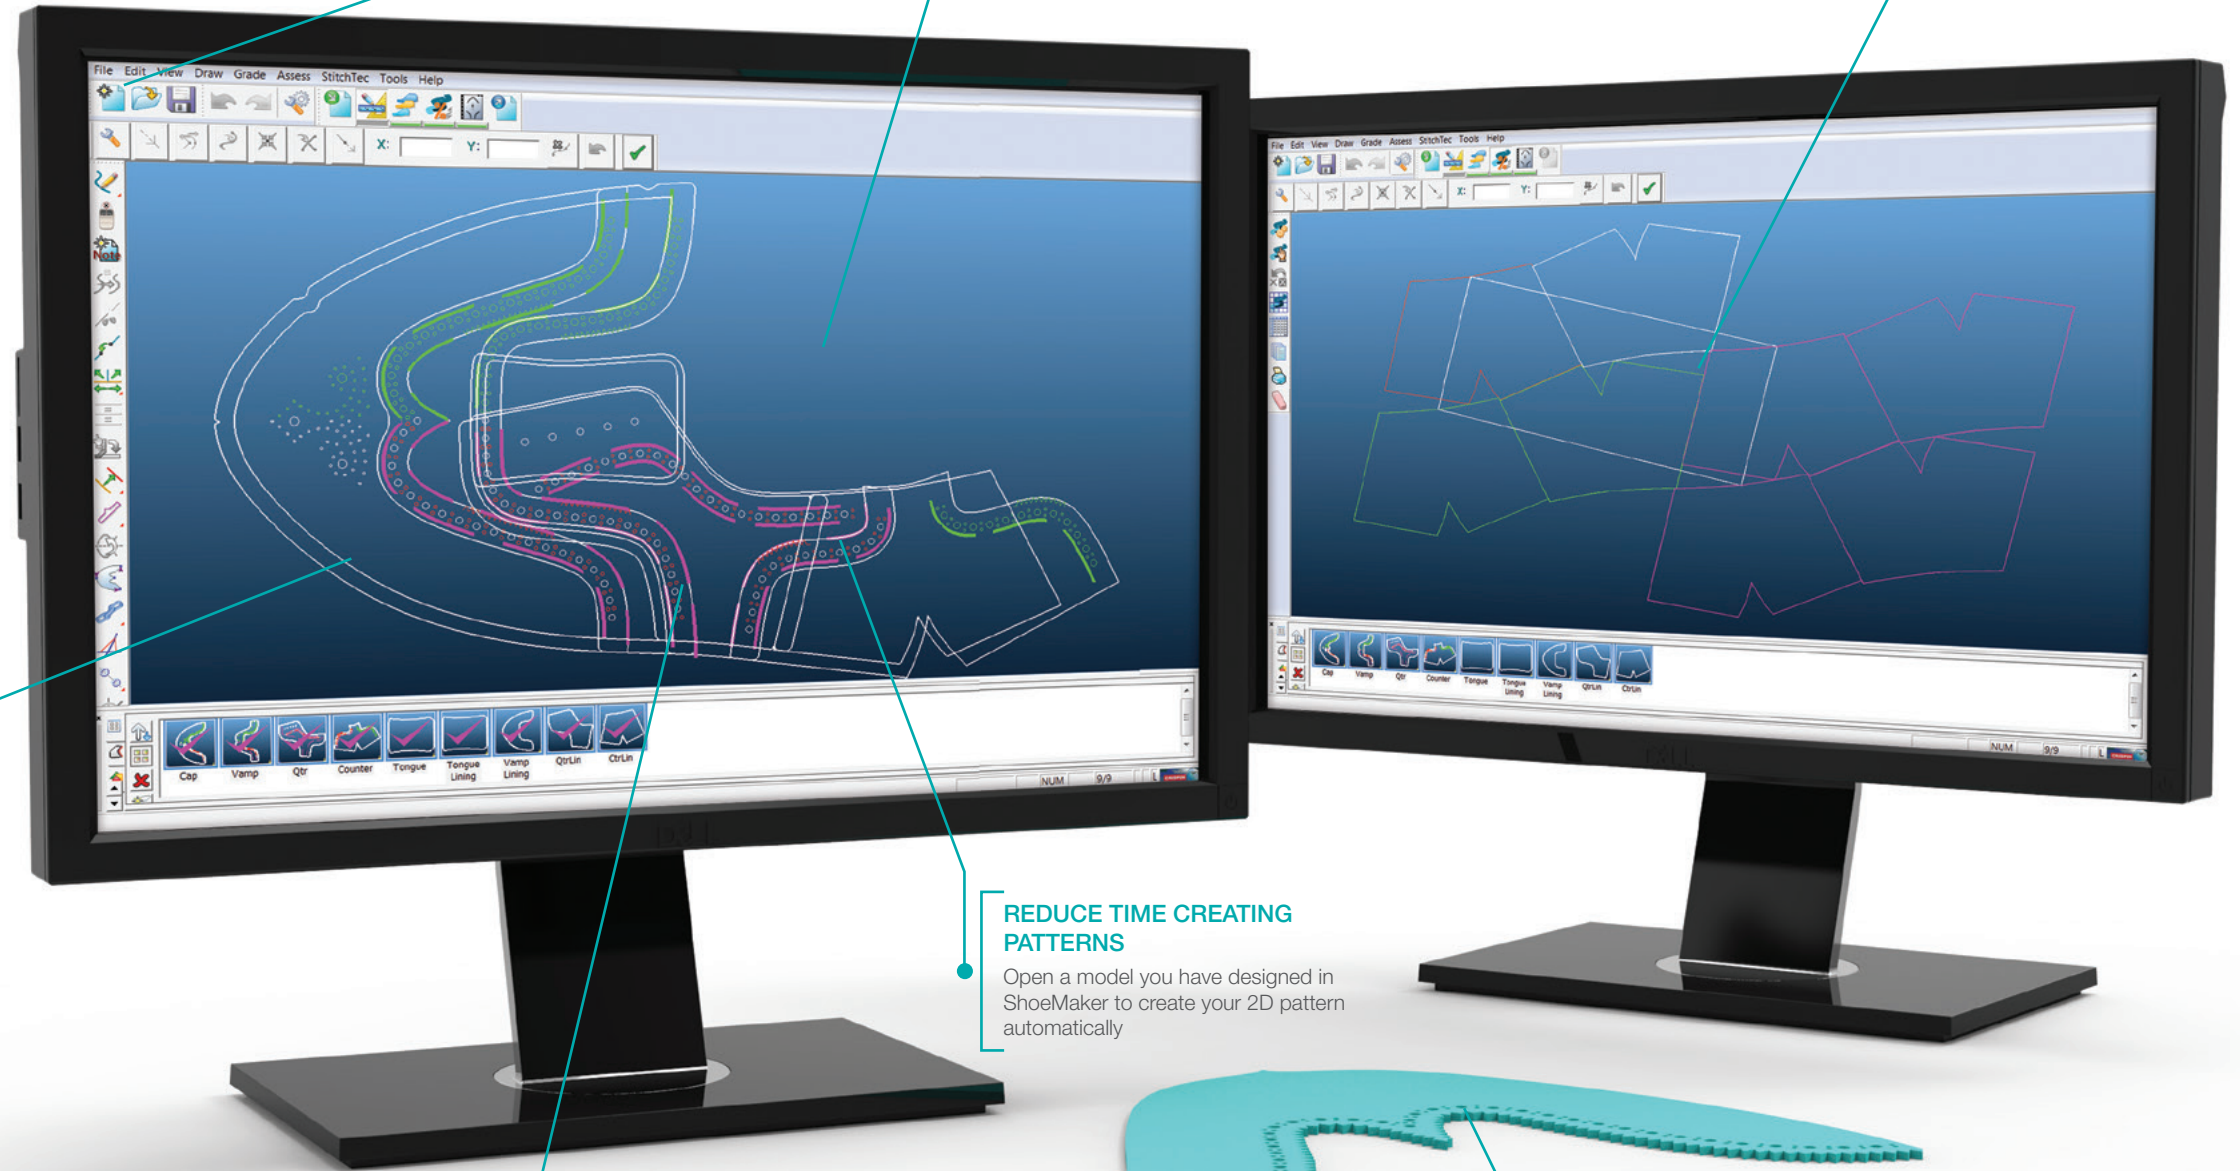 File Edit View Draw Grade Assess StitchTec Tools Help
X: Y:
Note
Cap Vamp Qtr Counter Tongue Tongue Lining Vamp Lining QtrLin CtrLin
NUM 9/9 L
DELL
File Edit View Draw Grade Assess StitchTec Tools Help
X: Y:
Cap Vamp Qtr Counter Tongue Tongue Lining Vamp Lining QtrLin CtrLin
NUM 9/9 L
DELL
REDUCE TIME CREATING
PATTERNS
Open a model you have designed in
ShoeMaker to create your 2D pattern
automatically